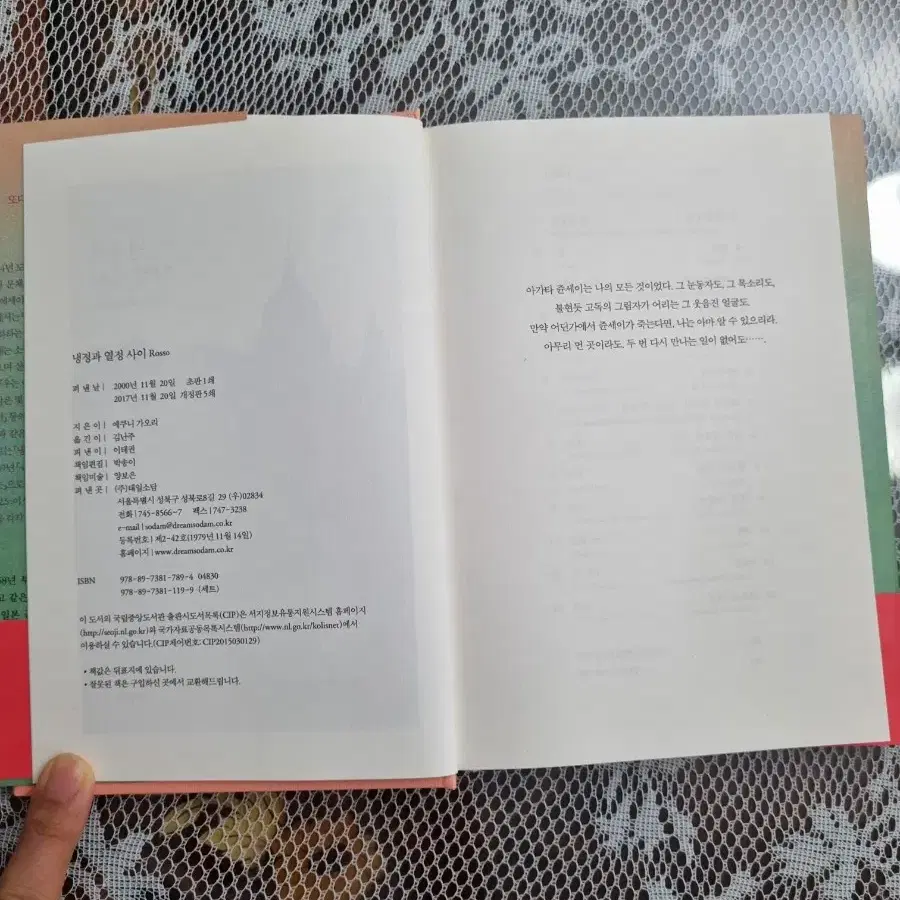 냉정과 열정 사이 Rosso
펴 낸 날 | 2000년 11월 20일 초판 1쇄
2017년 11월 20일 개정판 5쇄
지 은 이 | 에쿠니 가오리
옮 긴 이 | 김난주
펴 낸 이 | 이태권
책임편집 | 박송이
책임미술 | 양보은
펴 낸 곳 | (주)태일소담
서울특별시 성북구 성북로8길 29 (우)02834
전화 | 745-8566~7 팩스 | 747-3238
e-mail | sodam@dreamsodam.co.kr
등록번호 | 제2-42호(1979년 11월 14일)
홈페이지 | www.dreamsodam.co.kr
ISBN 978-89-7381-789-4 04830
978-89-7381-119-9 (세트)
이 도서의 국립중앙도서관 출판시도서목록(CIP)은 서지정보유통지원시스템 홈페이지
(http://seoji.nl.go.kr)와 국가자료공동목록시스템(http://www.nl.go.kr/kolisnet)에서
이용하실 수 있습니다.(CIP제어번호: CIP2015030129)
• 책값은 뒤표지에 있습니다.
• 잘못된 책은 구입하신 곳에서 교환해드립니다.
아가타 쥰세이는 나의 모든 것이었다. 그 눈동자도, 그 목소리도,
불현듯 고독의 그림자가 어리는 그 웃음진 얼굴도.
만약 어딘가에서 쥰세이가 죽는다면, 나는 아마 알 수 있으리라.
아무리 먼 곳이라도, 두 번 다시 만나는 일이 없어도…….